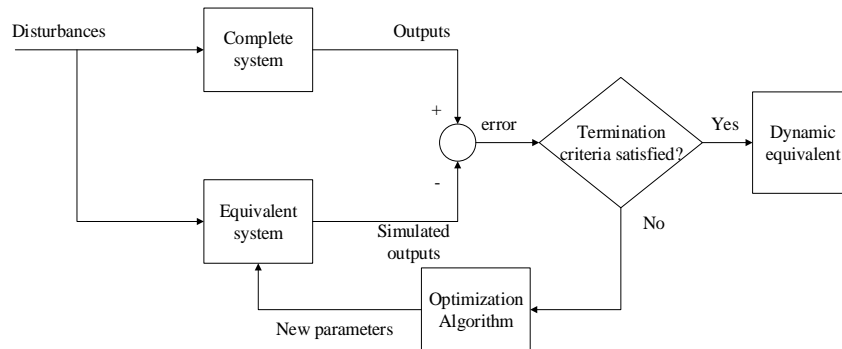 Disturbances
Complete
system
Outputs
+
error
Termination
criteria satisfied?
Yes
Dynamic
equivalent
-
Equivalent
system
Simulated
outputs
No
Optimization
Algorithm
New parameters